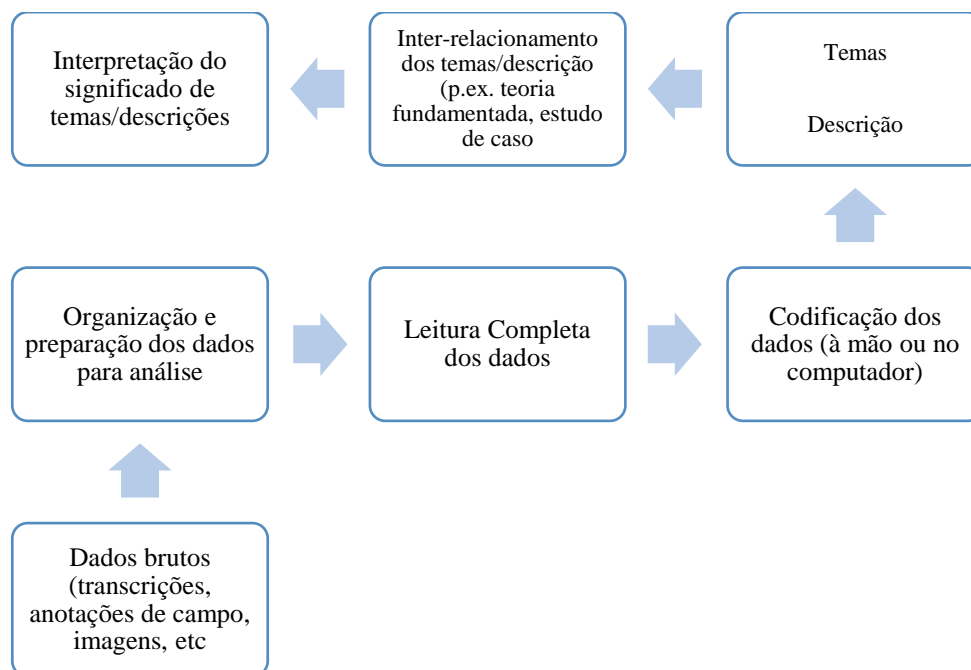 Interpretação do
significado de
temas/descrições
Inter-relacionamento
dos temas/descrição
(p.ex. teoria
fundamentada, estudo
de caso
Temas
Descrição
Organização e
preparação dos dados
para análise
Leitura Completa
dos dados
Codificação dos
dados (à mão ou no
computador)
Dados brutos
(transcrições,
anotações de campo,
imagens, etc